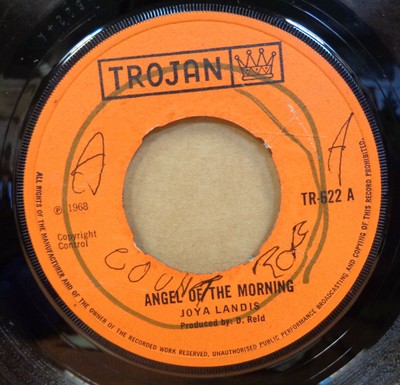 TROJAN
A
A
TR-622 A
℗ 1968
Copyright
Control
COUNT
ANGEL OF THE MORNING
JOYA LANDIS
Produced by: D. Reid
ALL RIGHTS OF THE MANUFACTURER AND OF THE OWNER OF THE RECORDED WORK RESERVED, UNAUTHORISED PUBLIC PERFORMANCE BROADCASTING AND COPYING OF THIS RECORD PROHIBITED.